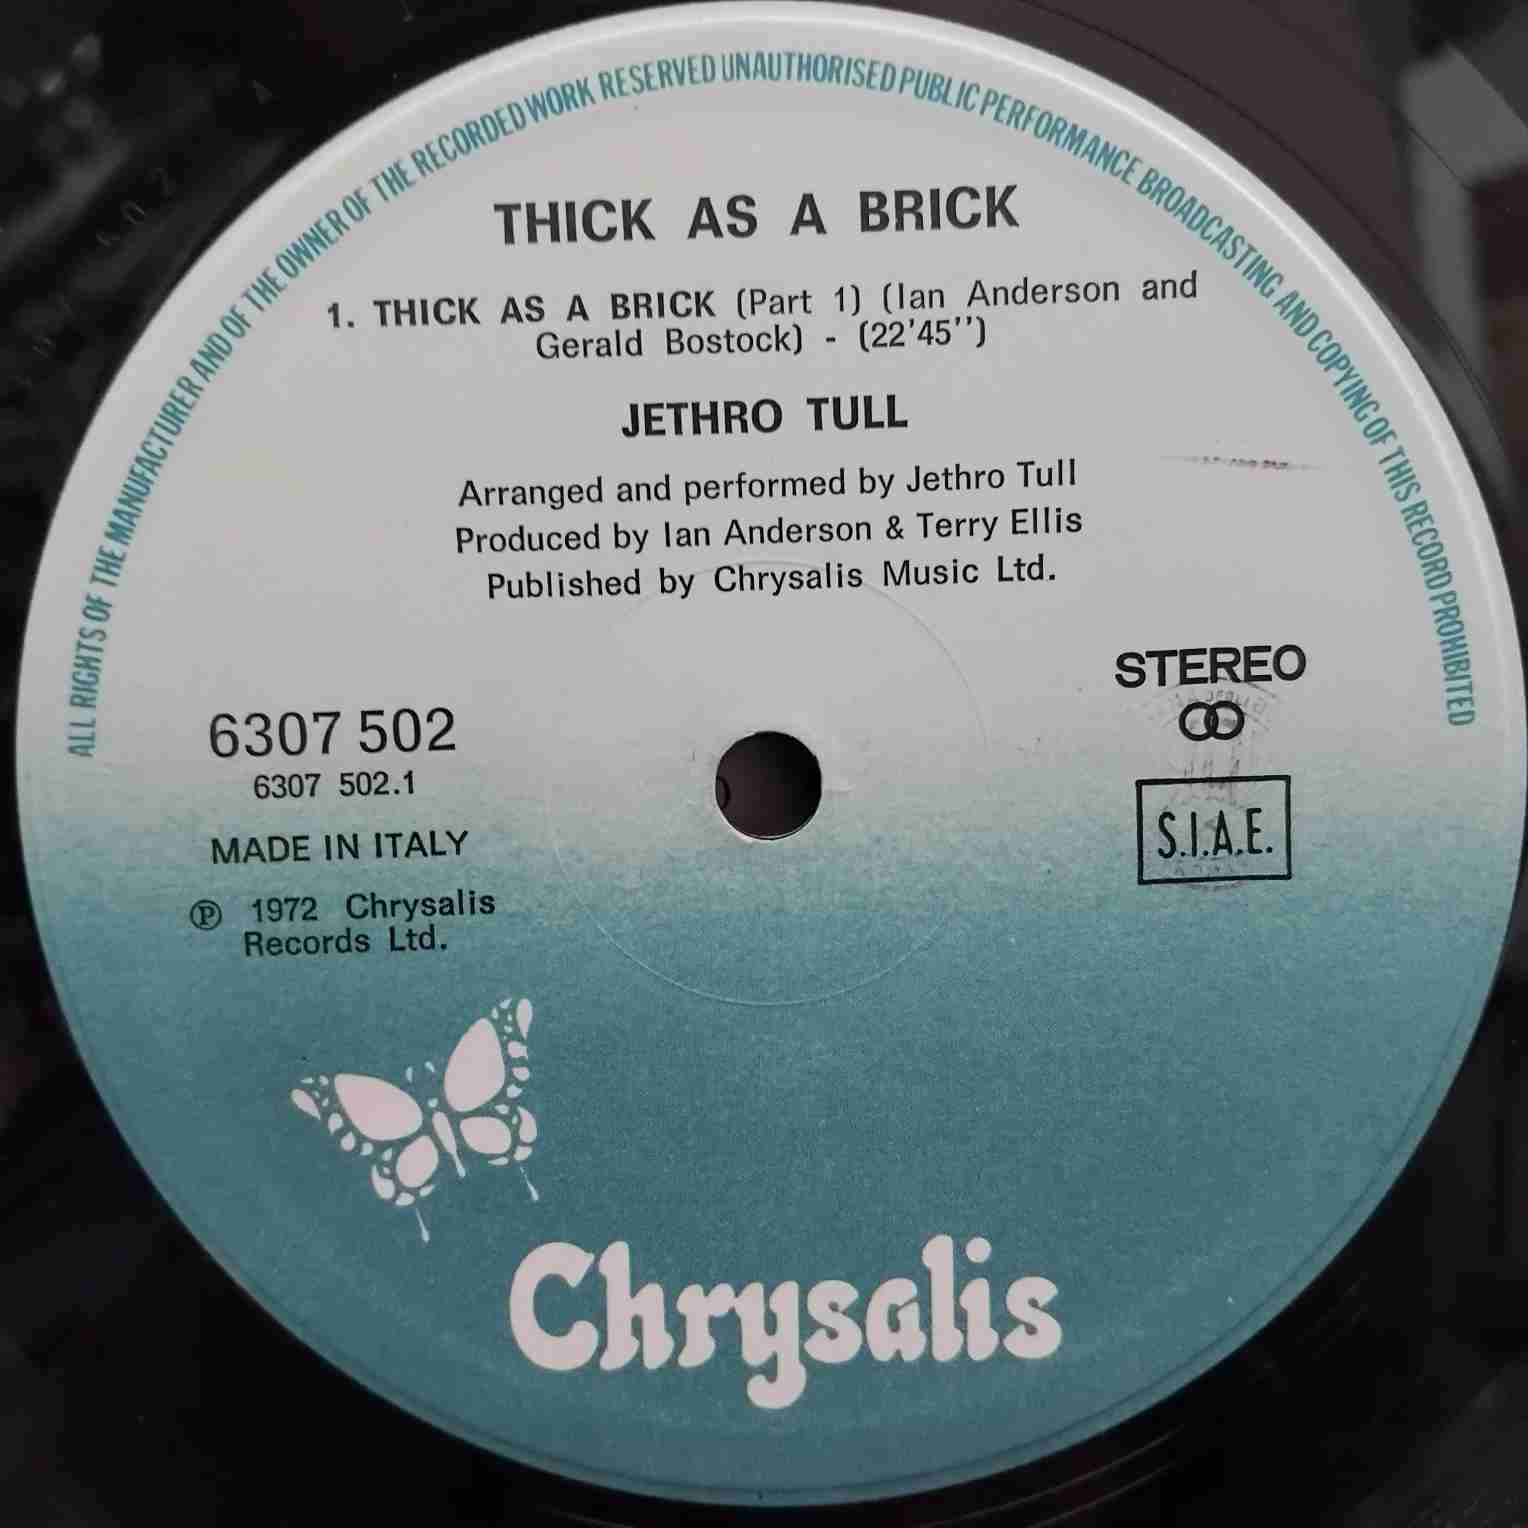 ALL RIGHTS OF THE MANUFACTURER AND OF THE OWNER OF THE RECORDED WORK RESERVED UNAUTHORISED PUBLIC PERFORMANCE BROADCASTING AND COPYING OF THIS RECORD PROHIBITED
THICK AS A BRICK
1. THICK AS A BRICK (Part 1) (Ian Anderson and
Gerald Bostock) - (22'45'')
JETHRO TULL
Arranged and performed by Jethro Tull
Produced by Ian Anderson & Terry Ellis
Published by Chrysalis Music Ltd.
STEREO
6307 502
6307 502.1
S.I.A.E.
MADE IN ITALY
℗ 1972 Chrysalis
Records Ltd.
Chrysalis